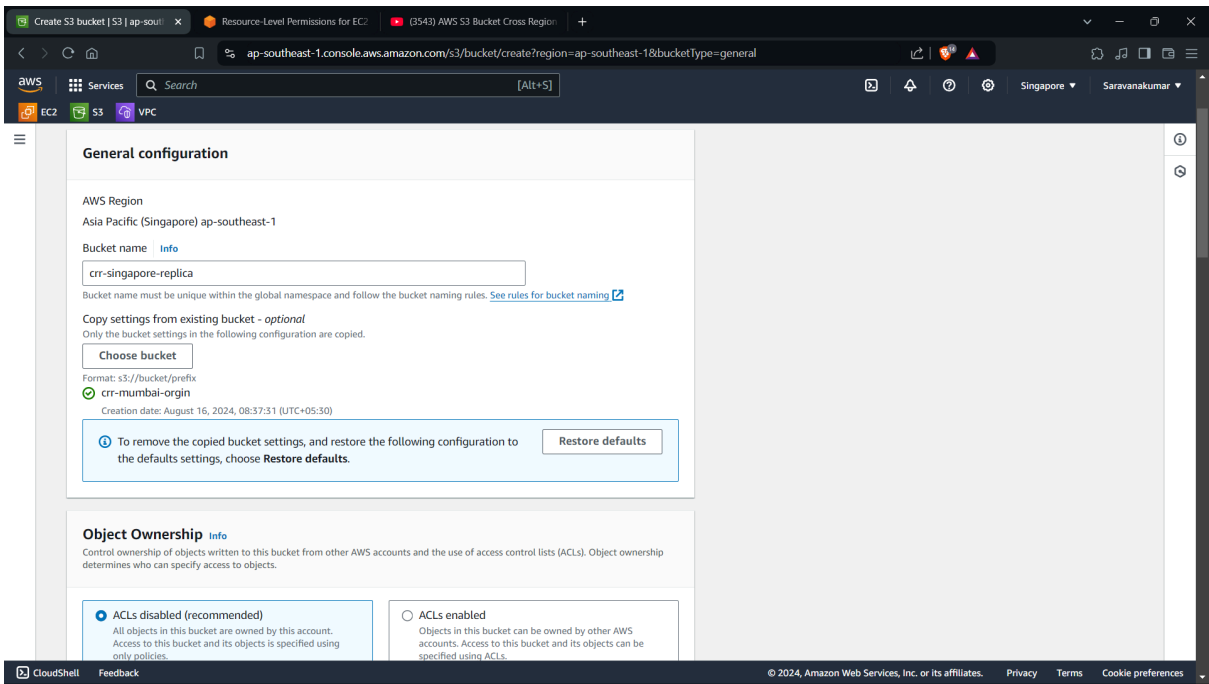 Create S3 bucket | S3 | ap-sout
Resource-Level Permissions for EC2
(3543) AWS S3 Bucket Cross Region
ap-southeast-1.console.aws.amazon.com/s3/bucket/create?region=ap-southeast-1&bucketType=general
aws
Services
Search
[Alt+S]
Singapore
Saravanakumar
EC2
S3
VPC
General configuration
AWS Region
Asia Pacific (Singapore) ap-southeast-1
Bucket name Info
crr-singapore-replica
Bucket name must be unique within the global namespace and follow the bucket naming rules. See rules for bucket naming
Copy settings from existing bucket - optional
Only the bucket settings in the following configuration are copied.
Choose bucket
Format: s3://bucket/prefix
crr-mumbai-orgin
Creation date: August 16, 2024, 08:37:31 (UTC+05:30)
To remove the copied bucket settings, and restore the following configuration to
the defaults settings, choose Restore defaults.
Restore defaults
Object Ownership Info
Control ownership of objects written to this bucket from other AWS accounts and the use of access control lists (ACLs). Object ownership
determines who can specify access to objects.
ACLs disabled (recommended)
All objects in this bucket are owned by this account.
Access to this bucket and its objects is specified using
only policies.
ACLs enabled
Objects in this bucket can be owned by other AWS
accounts. Access to this bucket and its objects can be
specified using ACLs.
CloudShell
Feedback
© 2024, Amazon Web Services, Inc. or its affiliates.
Privacy
Terms
Cookie preferences